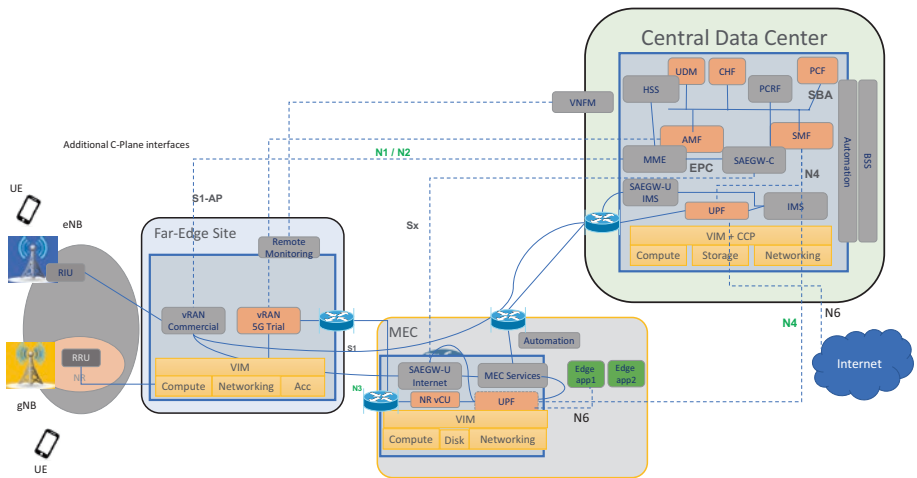 Central Data Center
UDM
CHF
PCF
HSS
PCRF
SBA
VNFM
AMF
SMF
Automation
BSS
Additional C-Plane interfaces
N1 / N2
MME
EPC
SAEGW-C
N4
UE
S1-AP
SAEGW-U
IMS
UPF
IMS
Sx
eNB
Far-Edge Site
Remote
Monitoring
VIM + CCP
Compute
Storage
Networking
RIU
vRAN
Commercial
vRAN
5G Trial
N6
N4
MEC
Automation
S1
RRU
NR
VIM
Compute
Networking
Acc
SAEGW-U
Internet
MEC Services
Edge
app1
Edge
app2
Internet
N3
NR vCU
UPF
gNB
N6
VIM
Compute
Disk
Networking
UE